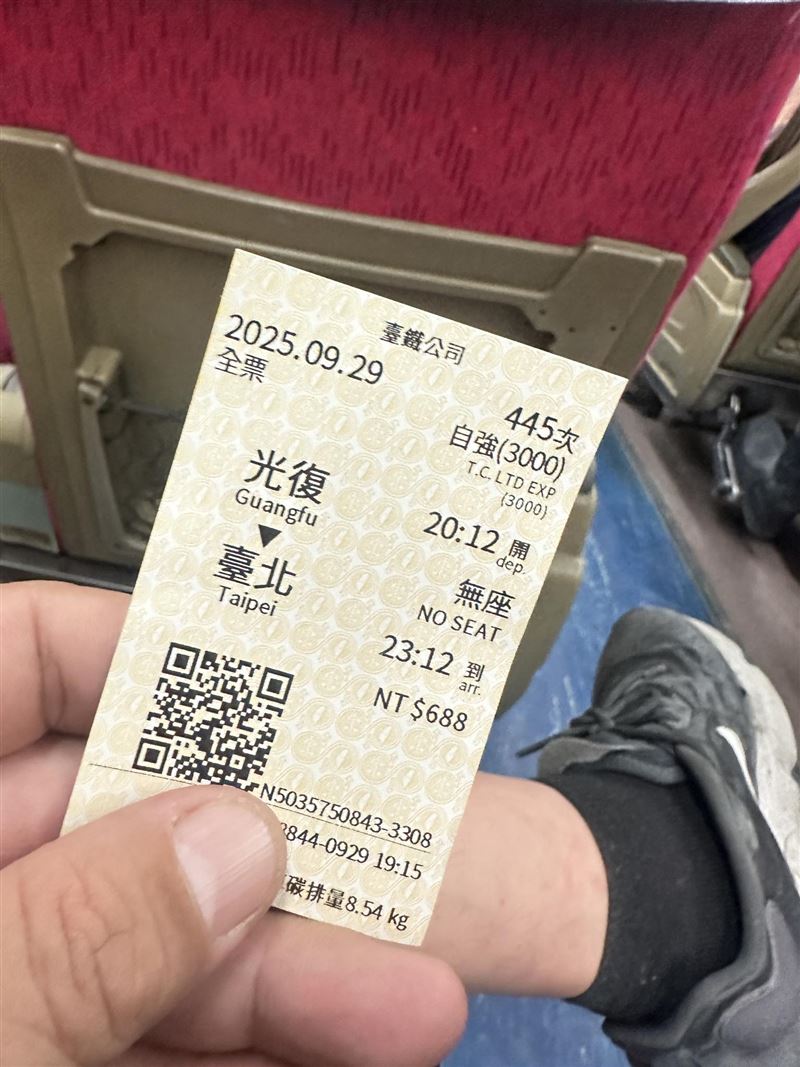 臺鐵公司
2025.09.29
全票
445次
自強(3000)
T.C. LTD EXP
(3000)
光復
Guangfu
20:12 開
dep.
▼
臺北
Taipei
無座
NO SEAT
23:12 到
arr.
NT$688
N5035750843-3308
844-0929 19:15
碳排量8.54 kg